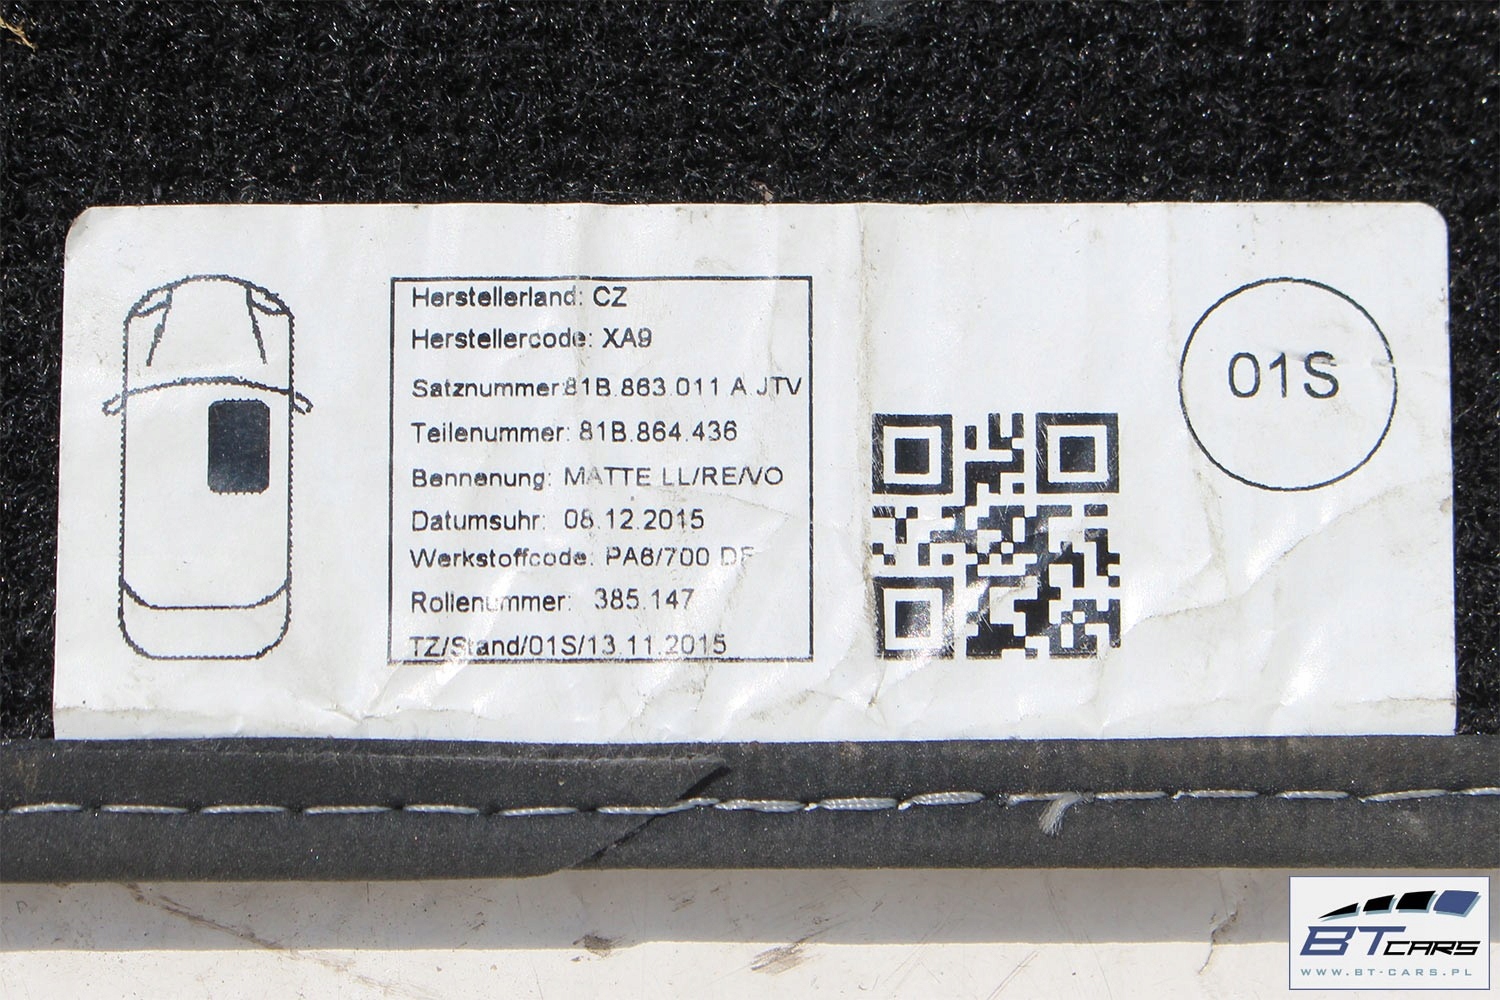 Herstellerland: CZ
Herstellercode: XA9
Satznummer:81B.863.011 A JTV
Teilenummer: 81B.864.436
Bennenung: MATTE LL/RE/VO
Datumsuhr: 08.12.2015
Werkstoffcode: PA6/700 DF
Rollenummer: 385.147
TZ/Stand/01S/13.11.2015
01S
BT CARS
WWW.BT-CARS.PL